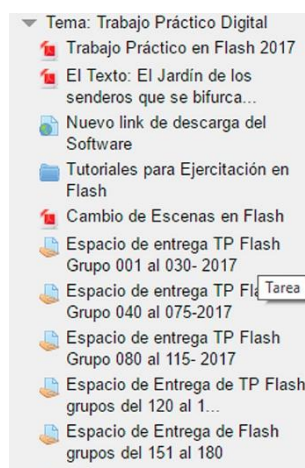 Tema: Trabajo Práctico Digital
Trabajo Práctico en Flash 2017
El Texto: El Jardín de los
senderos que se bifurca...
Nuevo link de descarga del
Software
Tutoriales para Ejercitación en
Flash
Cambio de Escenas en Flash
Espacio de entrega TP Flash
Grupo 001 al 030- 2017
Espacio de entrega TP Fla
Tarea
Grupo 040 al 075-2017
Espacio de entrega TP Flash
Grupo 080 al 115- 2017
Espacio de Entrega de TP Flash
grupos del 120 al 1...
Espacio de Entrega de Flash
grupos del 151 al 180